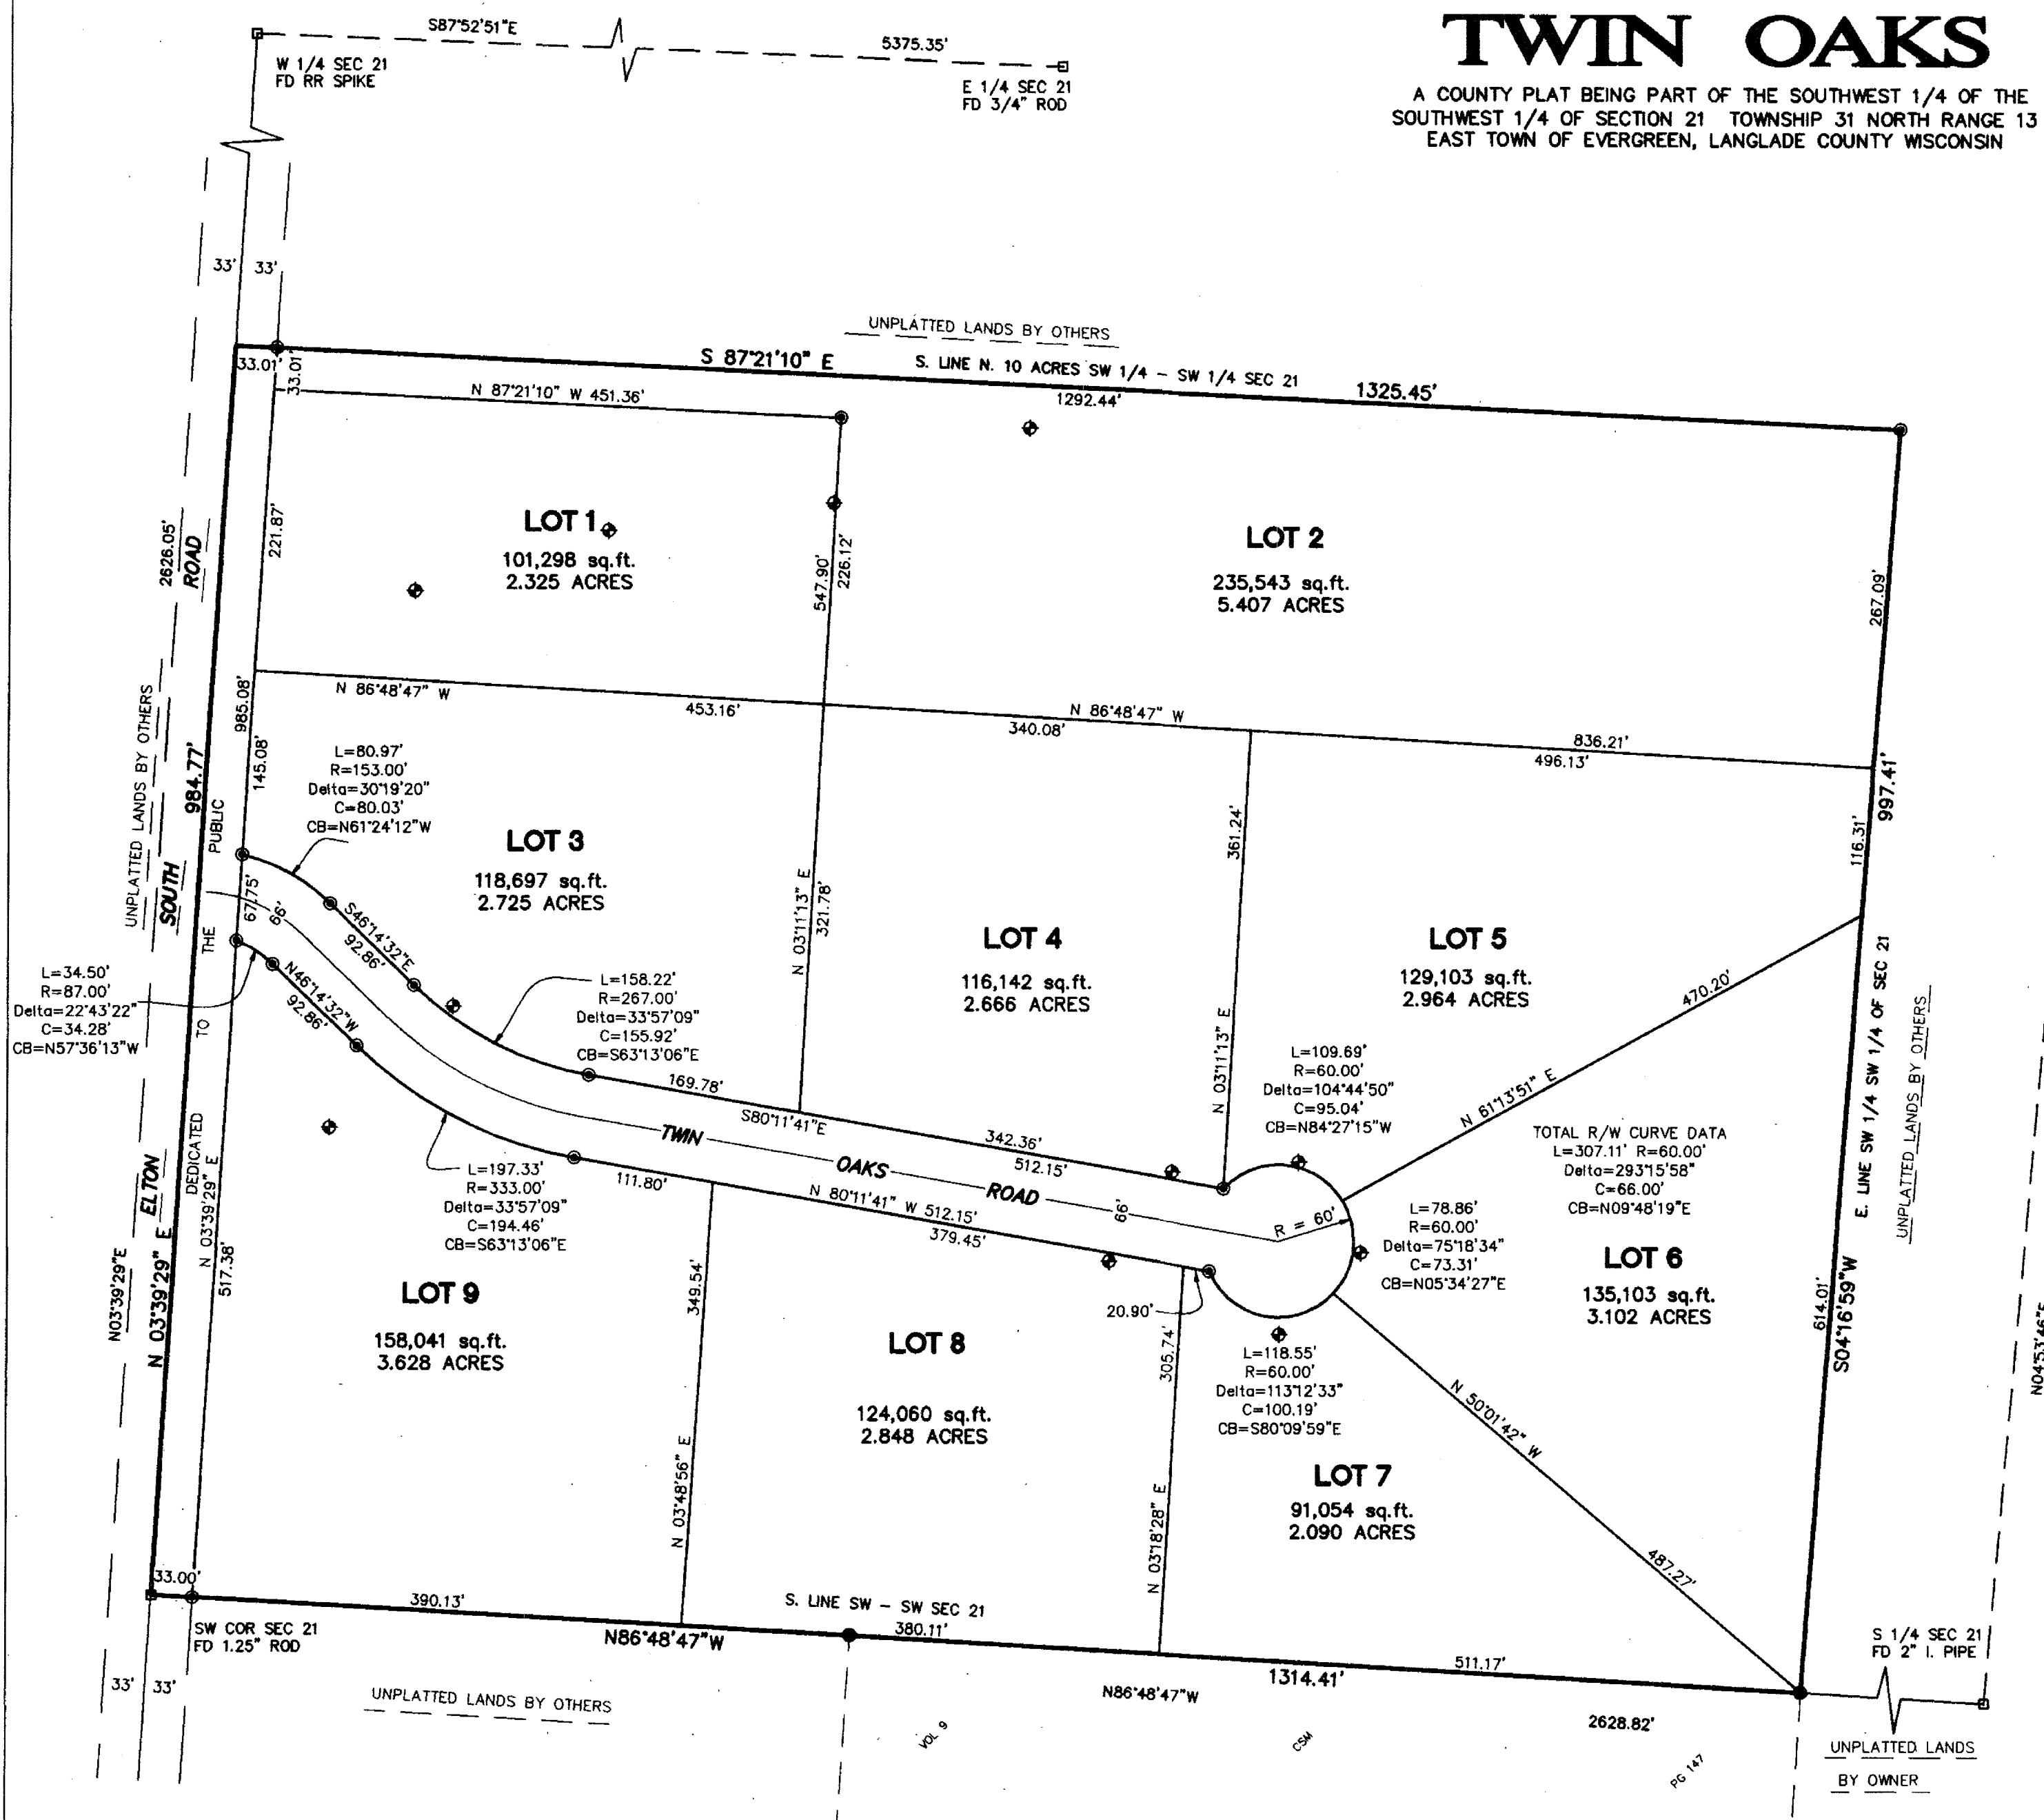 TWIN OAKS
A COUNTY PLAT BEING PART OF THE SOUTHWEST 1/4 OF THE
SOUTHWEST 1/4 OF SECTION 21 TOWNSHIP 31 NORTH RANGE 13
EAST TOWN OF EVERGREEN, LANGLADE COUNTY WISCONSIN
S87°52'51"E
5375.35'
W 1/4 SEC 21
FD RR SPIKE
E 1/4 SEC 21
FD 3/4" ROD
33'
33'
UNPLATTED LANDS BY OTHERS
S 87°21'10" E
S. LINE N. 10 ACRES SW 1/4 - SW 1/4 SEC 21
1325.45'
1292.44'
33.01'
33.01'
N 87°21'10" W 451.36'
LOT 1
101,298 sq.ft.
2.325 ACRES
221.87'
547.90'
226.12'
LOT 2
235,543 sq.ft.
5.407 ACRES
267.09'
2626.05'
ROAD
SOUTH
ELTON
UNPLATTED LANDS BY OTHERS
984.77'
985.08'
145.08'
N 86°48'47" W
453.16'
N 86°48'47" W
340.08'
836.21'
496.13'
997.41'
116.31'
L=80.97'
R=153.00'
Delta=30°19'20"
C=80.03'
CB=N61°24'12"W
LOT 3
118,697 sq.ft.
2.725 ACRES
N 03°11'13" E
321.78'
361.24'
N 03°11'13" E
LOT 4
116,142 sq.ft.
2.666 ACRES
LOT 5
129,103 sq.ft.
2.964 ACRES
470.20'
N 61°13'51" E
PUBLIC
THE
TO
DEDICATED
67.75'
66'
S46°14'32"E
92.86'
N46°14'32"W
92.86'
L=34.50'
R=87.00'
Delta=22°43'22"
C=34.28'
CB=N57°36'13"W
L=158.22'
R=267.00'
Delta=33°57'09"
C=155.92'
CB=S63°13'06"E
169.78'
S80°11'41"E
342.36'
512.15'
TWIN
OAKS
ROAD
66'
R = 60'
L=109.69'
R=60.00'
Delta=104°44'50"
C=95.04'
CB=N84°27'15"W
TOTAL R/W CURVE DATA
L=307.11' R=60.00'
Delta=293°15'58"
C=66.00'
CB=N09°48'19"E
L=78.86'
R=60.00'
Delta=75°18'34"
C=73.31'
CB=N05°34'27"E
LOT 6
135,103 sq.ft.
3.102 ACRES
E. LINE SW 1/4 SW 1/4 OF SEC 21
UNPLATTED LANDS BY OTHERS
614.01'
S04°16'59"W
N04°53'46"E
L=197.33'
R=333.00'
Delta=33°57'09"
C=194.46'
CB=S63°13'06"E
111.80'
N 80°11'41" W 512.15'
379.45'
20.90'
N 03°39'29" E
517.38'
N03°39'29"E
N 03°39'29" E
LOT 9
158,041 sq.ft.
3.628 ACRES
349.54'
N 03°48'56" E
LOT 8
124,060 sq.ft.
2.848 ACRES
305.74'
N 03°18'28" E
L=118.55'
R=60.00'
Delta=113°12'33"
C=100.19'
CB=S80°09'59"E
N 50°01'42" W
487.27'
LOT 7
91,054 sq.ft.
2.090 ACRES
33.00'
390.13'
S. LINE SW - SW SEC 21
380.11'
SW COR SEC 21
FD 1.25" ROD
N86°48'47"W
511.17'
1314.41'
N86°48'47"W
2628.82'
S 1/4 SEC 21
FD 2" I. PIPE
33'
33'
UNPLATTED LANDS BY OTHERS
VOL 9
CSM
PG 147
UNPLATTED LANDS
BY OWNER